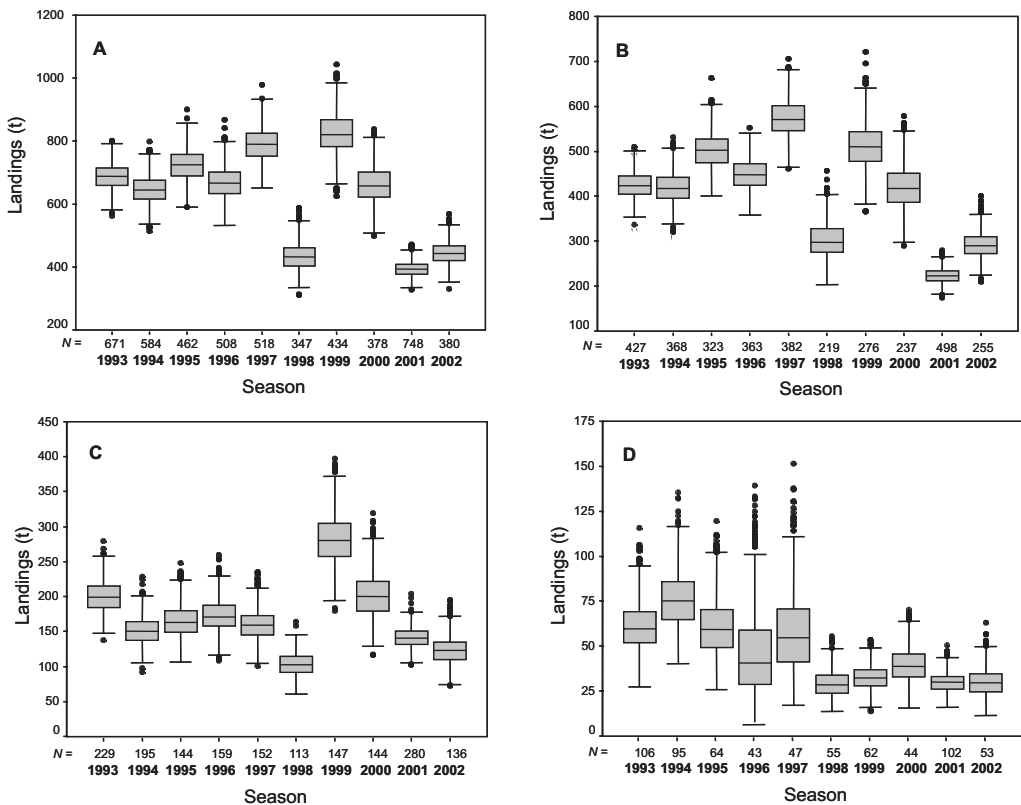 1200
1000
800
600
400
200
Landings (t)
A
N = 671 584 462 508 518 347 434 378 748 380
1993 1994 1995 1996 1997 1998 1999 2000 2001 2002
Season
800
700
600
500
400
300
200
100
Landings (t)
B
N = 427 368 323 363 382 219 276 237 498 255
1993 1994 1995 1996 1997 1998 1999 2000 2001 2002
Season
450
400
350
300
250
200
150
100
50
0
Landings (t)
C
N = 229 195 144 159 152 113 147 144 280 136
1993 1994 1995 1996 1997 1998 1999 2000 2001 2002
Season
175
150
125
100
75
50
25
0
Landings (t)
D
N = 106 95 64 43 47 55 62 44 102 53
1993 1994 1995 1996 1997 1998 1999 2000 2001 2002
Season